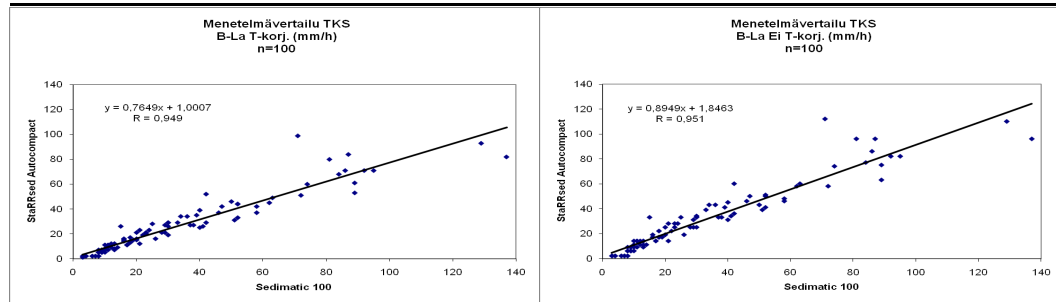 Menetelmävertailu TKS
B-La T-korj. (mm/h)
n=100
y = 0,7649x + 1,0007
R = 0,949
StaRRsed Autocompact
140
120
100
80
60
40
20
0
0 20 40 60 80 100 120 140
Sedimatic 100
Menetelmävertailu TKS
B-La Ei T-korj. (mm/h)
n=100
y = 0,8949x + 1,8463
R = 0,951
StaRRsed Autocompact
140
120
100
80
60
40
20
0
0 20 40 60 80 100 120 140
Sedimatic 100